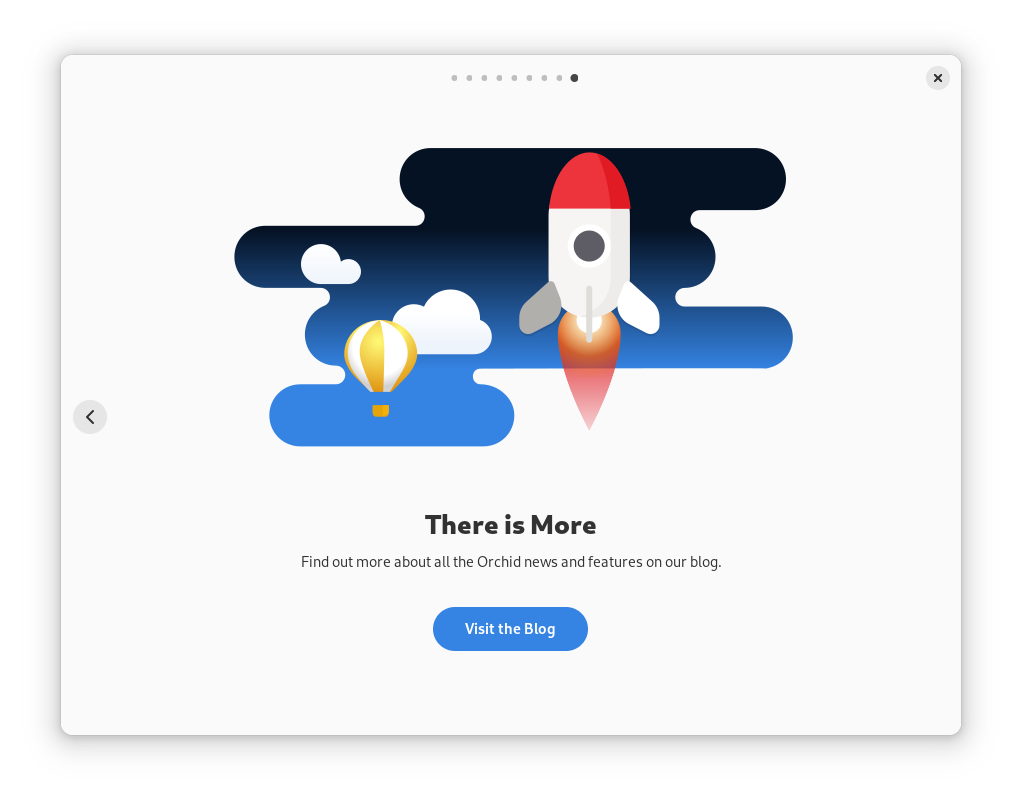 There is More
Find out more about all the Orchid news and features on our blog.
Visit the Blog